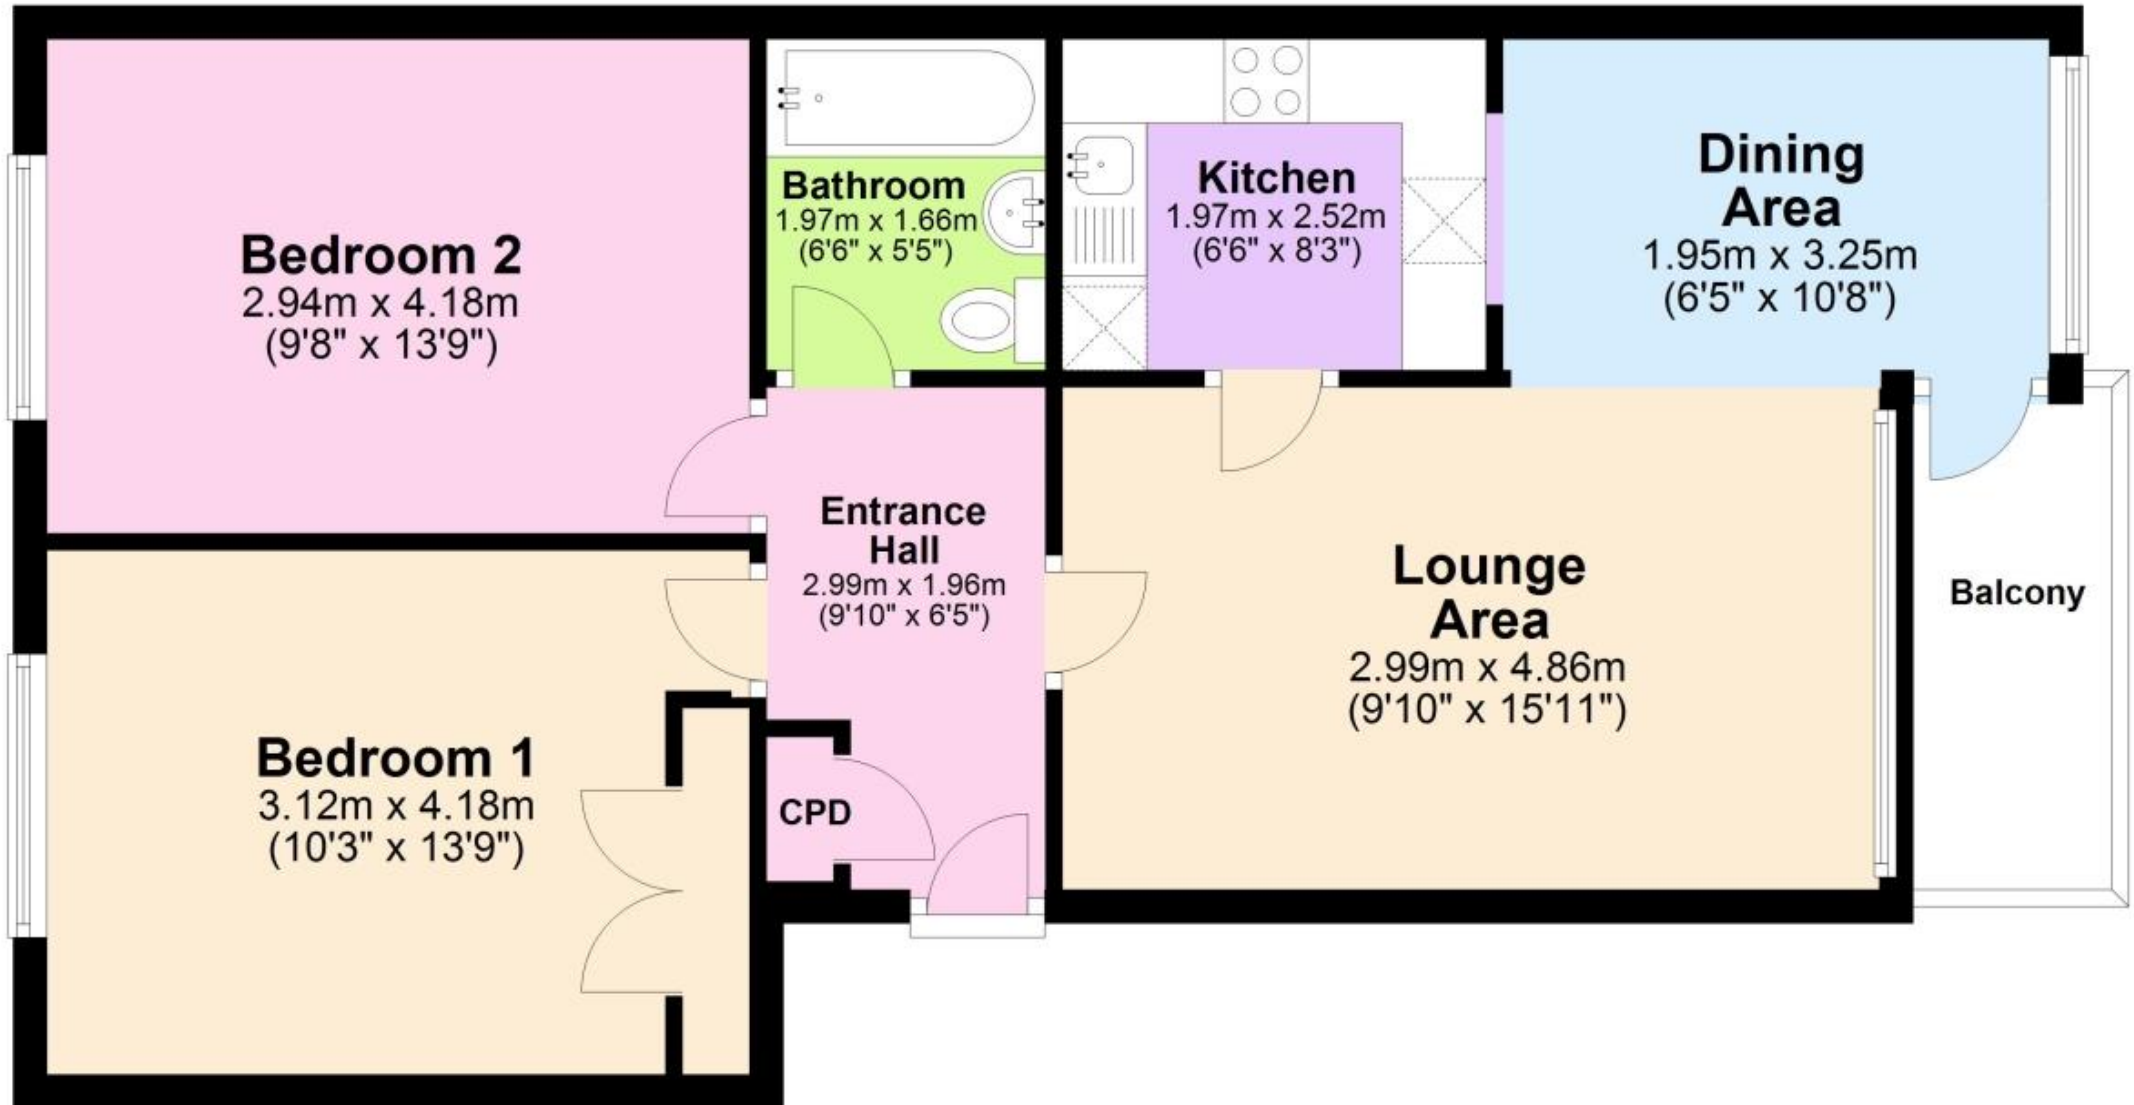 Bedroom 2
2.94m x 4.18m
(9'8" x 13'9")
Bathroom
1.97m x 1.66m
(6'6" x 5'5")
Kitchen
1.97m x 2.52m
(6'6" x 8'3")
Dining
Area
1.95m x 3.25m
(6'5" x 10'8")
Entrance
Hall
2.99m x 1.96m
(9'10" x 6'5")
Lounge
Area
2.99m x 4.86m
(9'10" x 15'11")
Balcony
Bedroom 1
3.12m x 4.18m
(10'3" x 13'9")
CPD